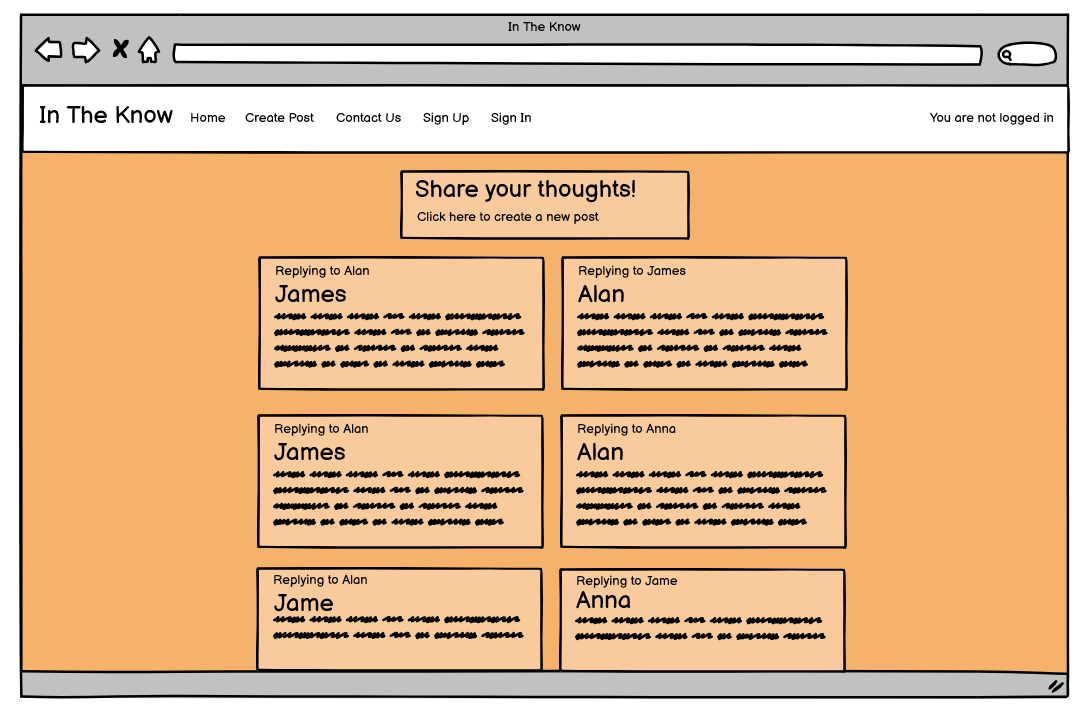 In The Know
In The Know Home Create Post Contact Us Sign Up Sign In You are not logged in
Share your thoughts!
Click here to create a new post
Replying to Alan
James
Replying to James
Alan
Replying to Alan
James
Replying to Anna
Alan
Replying to Alan
Jame
Replying to Jame
Anna